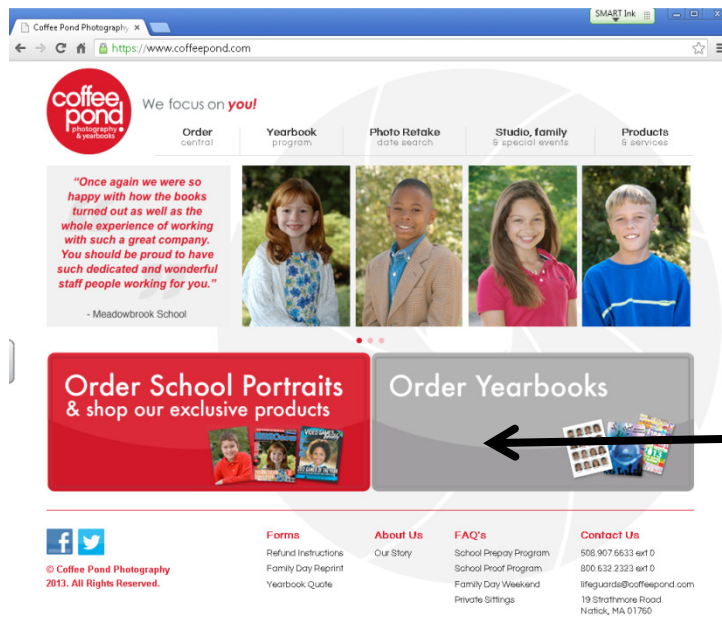 SMART Ink
Coffee Pond Photography
https://www.coffeepond.com
coffee
pond
photography
& yearbooks
We focus on you!
Order
central
Yearbook
program
Photo Retake
date search
Studio, family
& special events
Products
& services
"Once again we were so
happy with how the books
turned out as well as the
whole experience of working
with such a great company.
You should be proud to have
such dedicated and wonderful
staff people working for you."
- Meadowbrook School
Order School Portraits
& shop our exclusive products
Order Yearbooks
Forms
Refund Instructions
Family Day Reprint
Yearbook Quote
About Us
Our Story
FAQ's
School Prepay Program
School Proof Program
Family Day Weekend
Private Sittings
Contact Us
508.907.6633 ext 0
800.632.2323 ext 0
lifeguards@coffeepond.com
19 Strathmore Road
Natick, MA 01760
© Coffee Pond Photography
2013. All Rights Reserved.